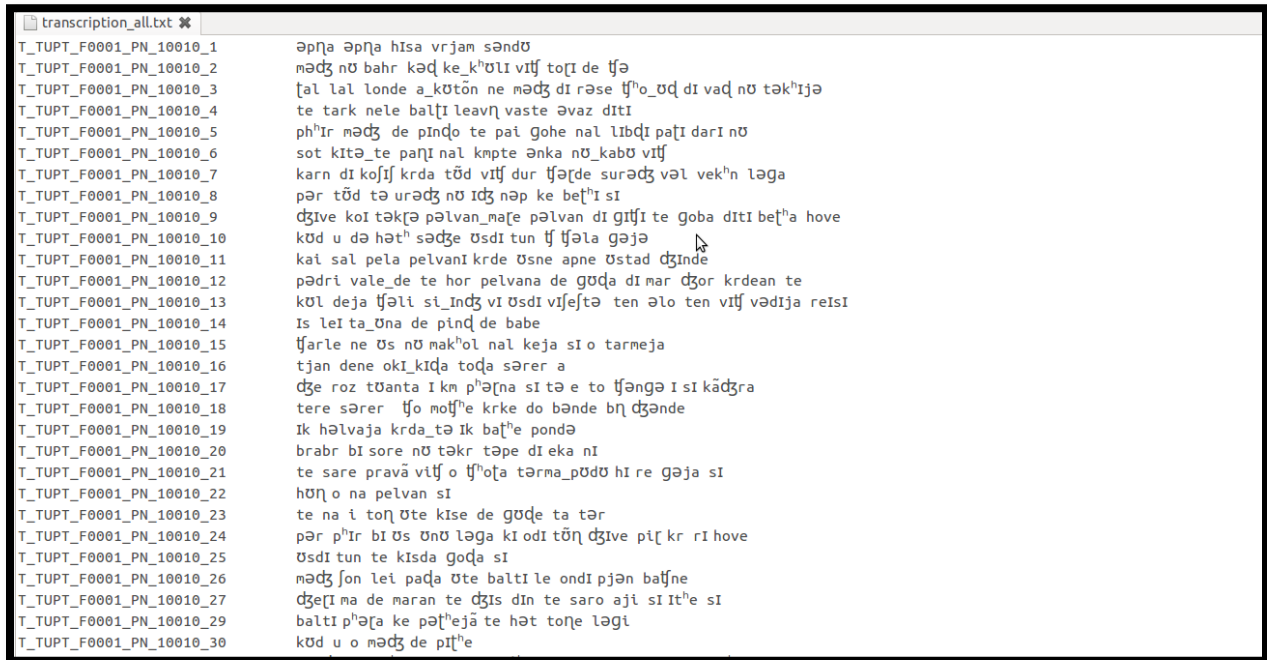 transcription_all.txt ✖
T_TUPT_F0001_PN_10010_1 əpɳa əpɳa hIsa vrjam səndʊ
T_TUPT_F0001_PN_10010_2 məʤ nʊ bahr kəɖ ke_kʰʊlI vIʧ toɽI de ʧə
T_TUPT_F0001_PN_10010_3 ʈal lal londe a_kʊtõn ne məʤ dI rəse ʧʰo_ʊɖ dI vaɖ nʊ təkʰIjə
T_TUPT_F0001_PN_10010_4 te tark nele balʈI leavɳ vaste əvaz dItI
T_TUPT_F0001_PN_10010_5 phʰIr məʤ de pInɖo te pai ɡohe nal lIbɖI paʈI darI nʊ
T_TUPT_F0001_PN_10010_6 sot kItə_te paɳI nal kmpte ənka nʊ_kabʊ vIʧ
T_TUPT_F0001_PN_10010_7 karn dI koʃIʃ krda tʊ̃d vIʧ dur ʧəɽde surəʤ vəl vekʰn ləɡa
T_TUPT_F0001_PN_10010_8 pər tʊ̃d tə urəʤ nʊ Iʤ nəp ke beʈʰI sI
T_TUPT_F0001_PN_10010_9 ʤIve koI təkɽə pəlvan_maɽe pəlvan dI ɡIʧI te ɡoba dItI beʈʰa hove
T_TUPT_F0001_PN_10010_10 kʊd u də hətʰ səʤe ʊsdI tun ʧ ʧəla ɡəjə
T_TUPT_F0001_PN_10010_11 kai sal pela pelvanI krde ʊsne apne ʊstad ʤInde
T_TUPT_F0001_PN_10010_12 pədri vale_de te hor pelvana de ɡʊɖa dI mar ʤor krdean te
T_TUPT_F0001_PN_10010_13 kʊl deja ʧəli si_Inʤ vI ʊsdI vIʃeʃtə ten əlo ten vIʧ vədIja reIsI
T_TUPT_F0001_PN_10010_14 Is leI ta_ʊna de pinɖ de babe
T_TUPT_F0001_PN_10010_15 ʧarle ne ʊs nʊ makʰol nal keja sI o tarmeja
T_TUPT_F0001_PN_10010_16 tjan dene okI_kIɖa toɖa sərer a
T_TUPT_F0001_PN_10010_17 ʤe roz tʊanta I km pʰəɽna sI tə e to ʧənɡə I sI kãʤra
T_TUPT_F0001_PN_10010_18 tere sərer ʧo moʧʰe krke do bənde bɳ ʤənde
T_TUPT_F0001_PN_10010_19 Ik həlvaja krda_tə Ik baʈʰe pondə
T_TUPT_F0001_PN_10010_20 brabr bI sore nʊ təkr təpe dI eka nI
T_TUPT_F0001_PN_10010_21 te sare pravã viʧ o ʧʰoʈa tərma_pʊdʊ hI re ɡəja sI
T_TUPT_F0001_PN_10010_22 hʊɳ o na pelvan sI
T_TUPT_F0001_PN_10010_23 te na i toɳ ʊte kIse de ɡʊɖe ta tər
T_TUPT_F0001_PN_10010_24 pər pʰIr bI ʊs ʊnʊ ləɡa kI odI tʊ̃ɳ ʤIve piɽ kr rI hove
T_TUPT_F0001_PN_10010_25 ʊsdI tun te kIsda ɡoɖa sI
T_TUPT_F0001_PN_10010_26 məʤ ʃon lei paɖa ʊte baltI le ondI pjən baʧne
T_TUPT_F0001_PN_10010_27 ʤeɽI ma de maran te ʤIs dIn te saro aji sI Itʰe sI
T_TUPT_F0001_PN_10010_29 baltI pʰəɽa ke pəʈʰejã te hət toɳe ləɡi
T_TUPT_F0001_PN_10010_30 kʊd u o məʤ de pIʈʰe